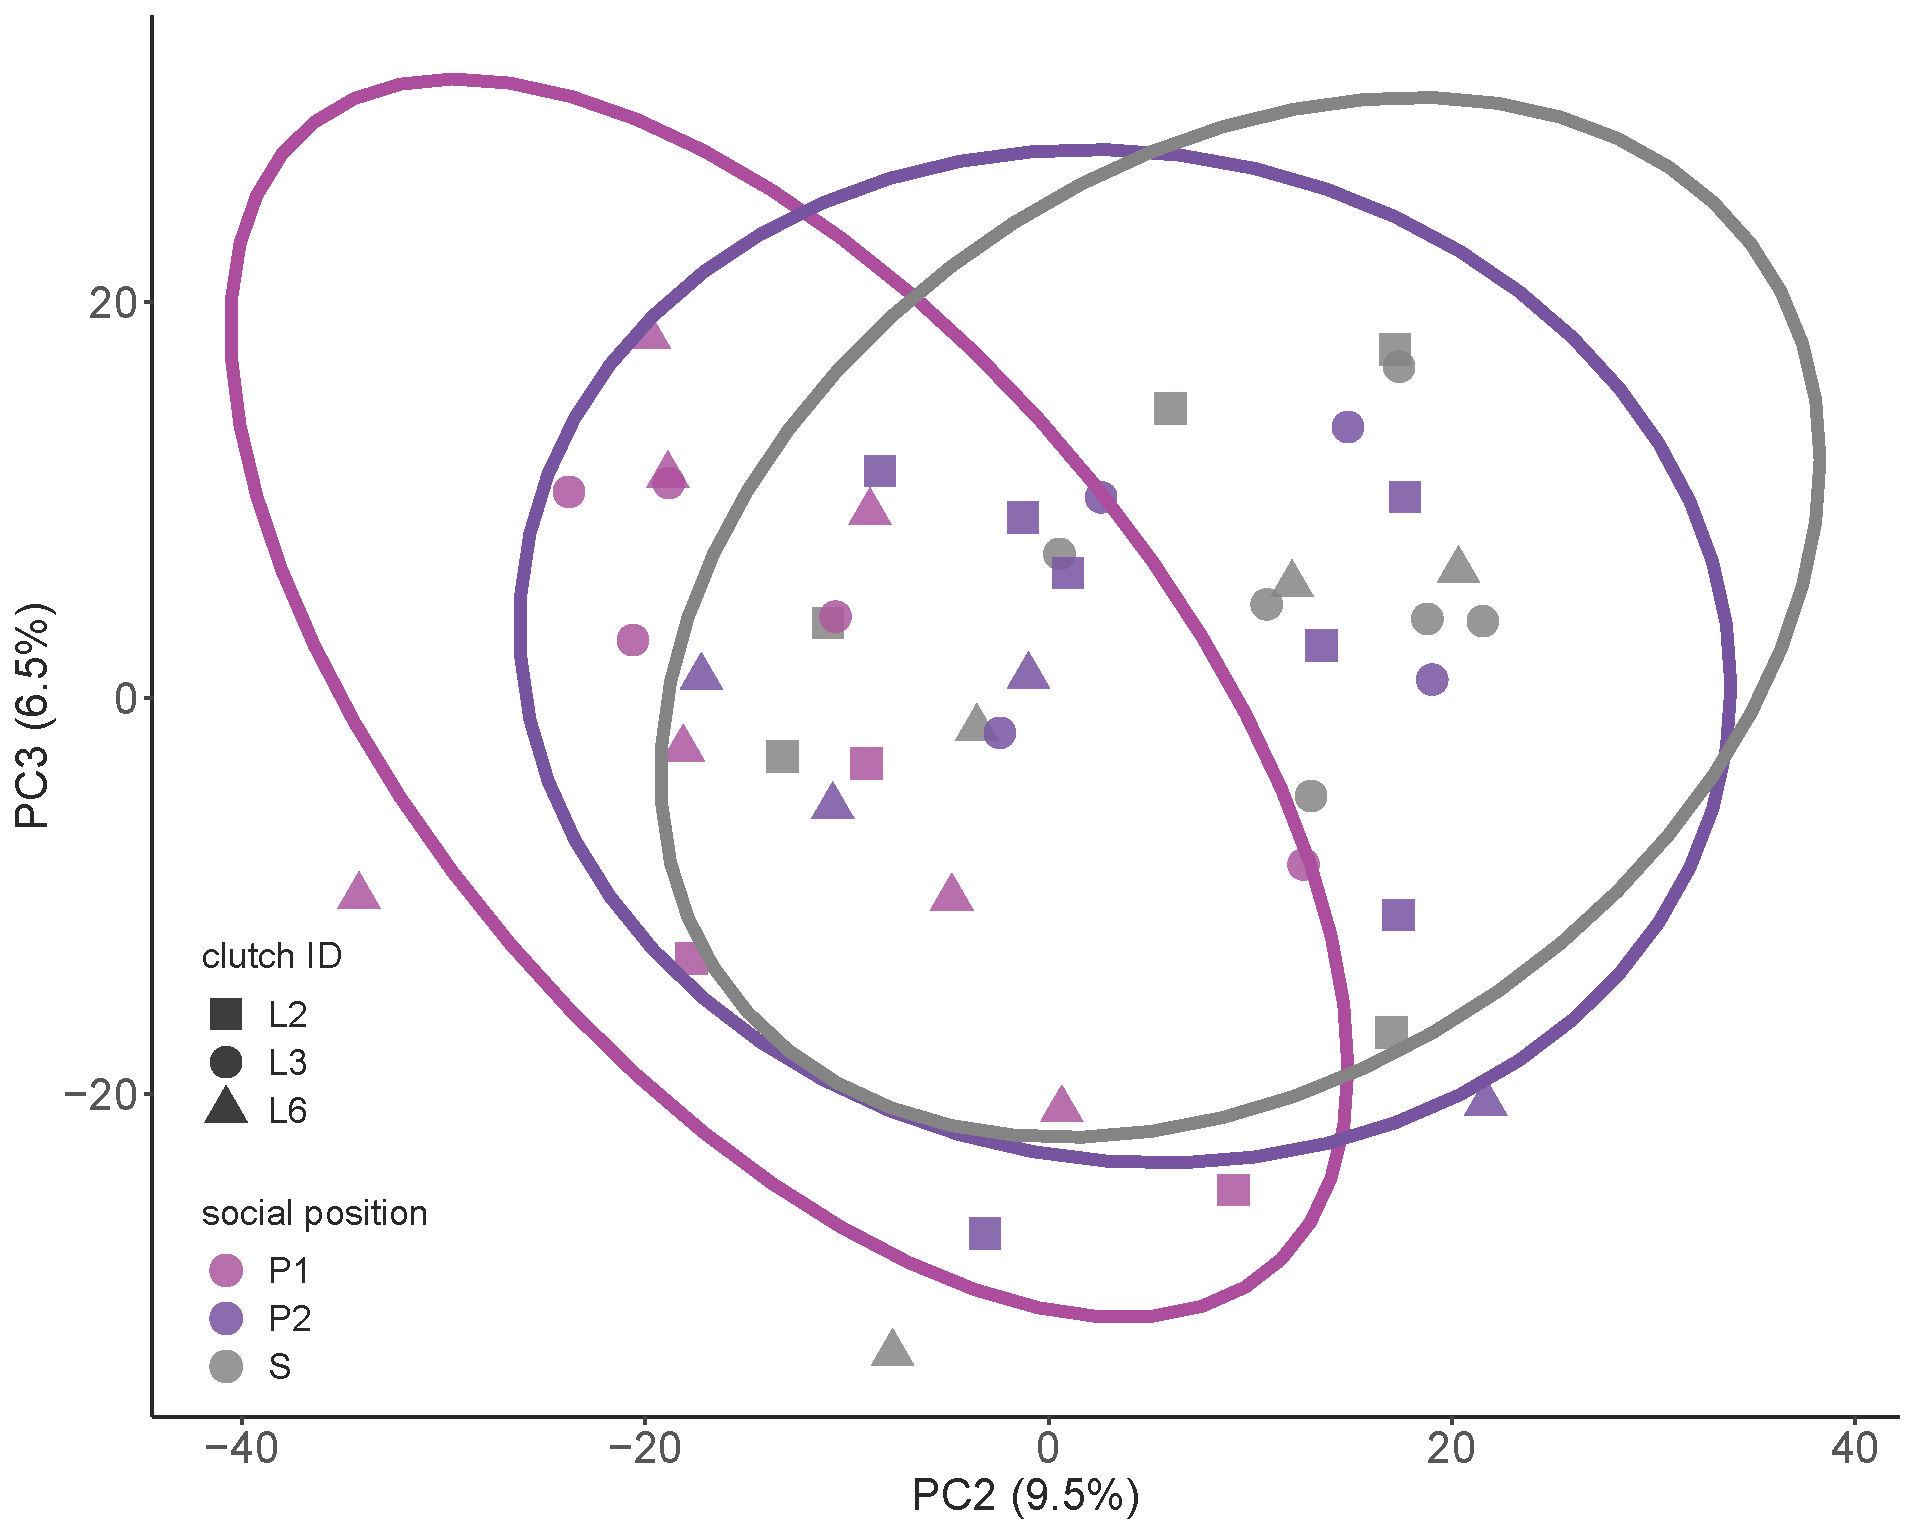 20
0
−20
PC3 (6.5%)
clutch ID
L2
L3
L6
social position
P1
P2
S
−40
−20
0
20
40
PC2 (9.5%)